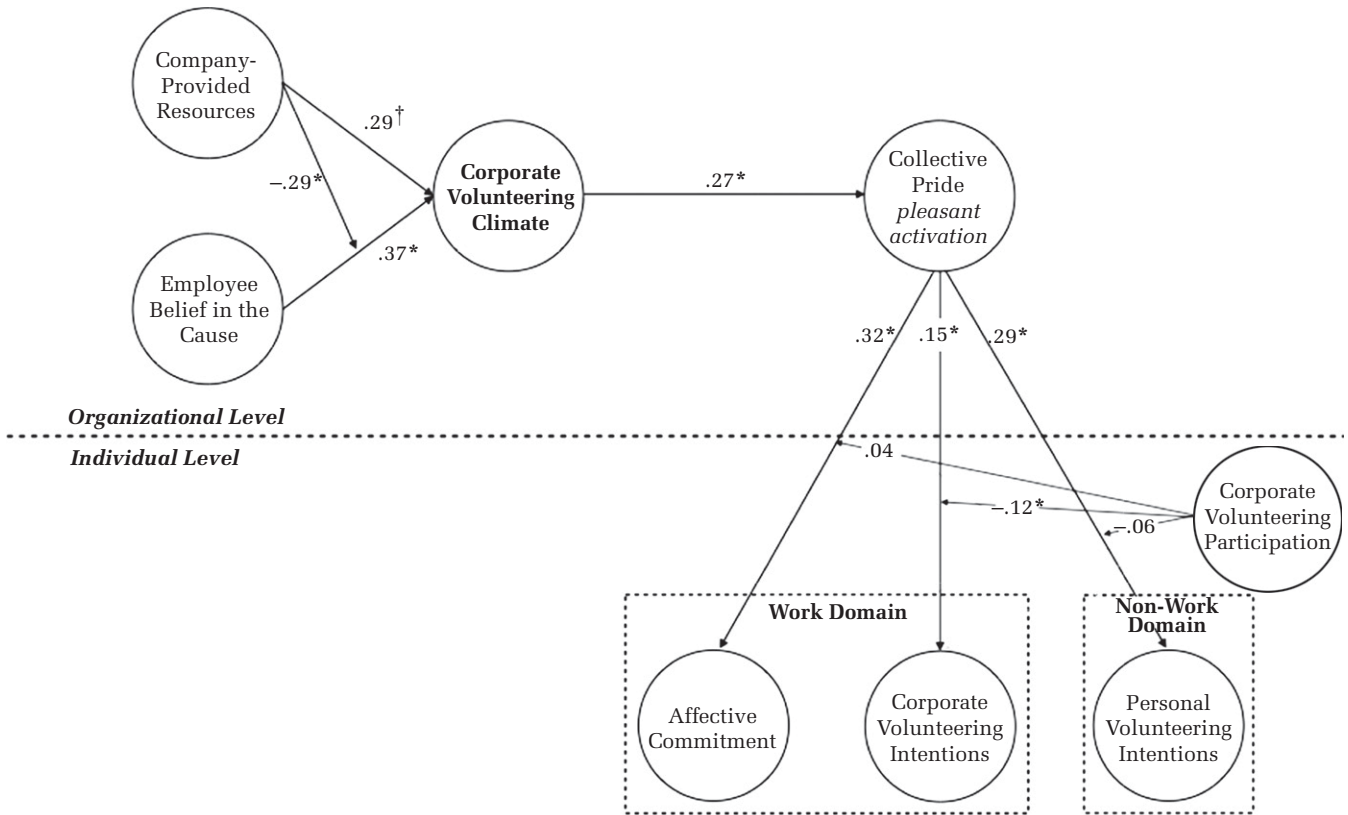 Company-
Provided
Resources
.29†
−.29*
.37*
Employee
Belief in the
Cause
Corporate
Volunteering
Climate
.27*
Collective
Pride
pleasant
activation
.32*
.15*
.29*
Organizational Level
Individual Level
.04
−.12*
−.06
Corporate
Volunteering
Participation
Work Domain
Non-Work
Domain
Affective
Commitment
Corporate
Volunteering
Intentions
Personal
Volunteering
Intentions